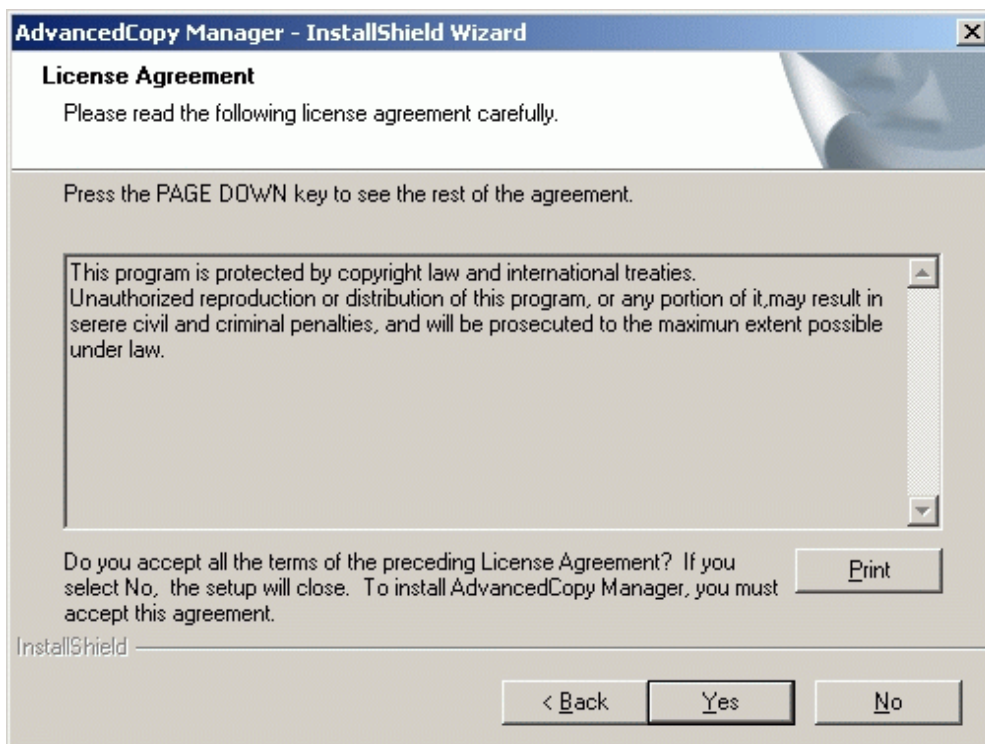 AdvancedCopy Manager - InstallShield Wizard
License Agreement
Please read the following license agreement carefully.
Press the PAGE DOWN key to see the rest of the agreement.
This program is protected by copyright law and international treaties.
Unauthorized reproduction or distribution of this program, or any portion of it,may result in
serere civil and criminal penalties, and will be prosecuted to the maximun extent possible
under law.
Do you accept all the terms of the preceding License Agreement?  If you
select No,  the setup will close.  To install AdvancedCopy Manager, you must
accept this agreement.
Print
InstallShield
< Back
Yes
No